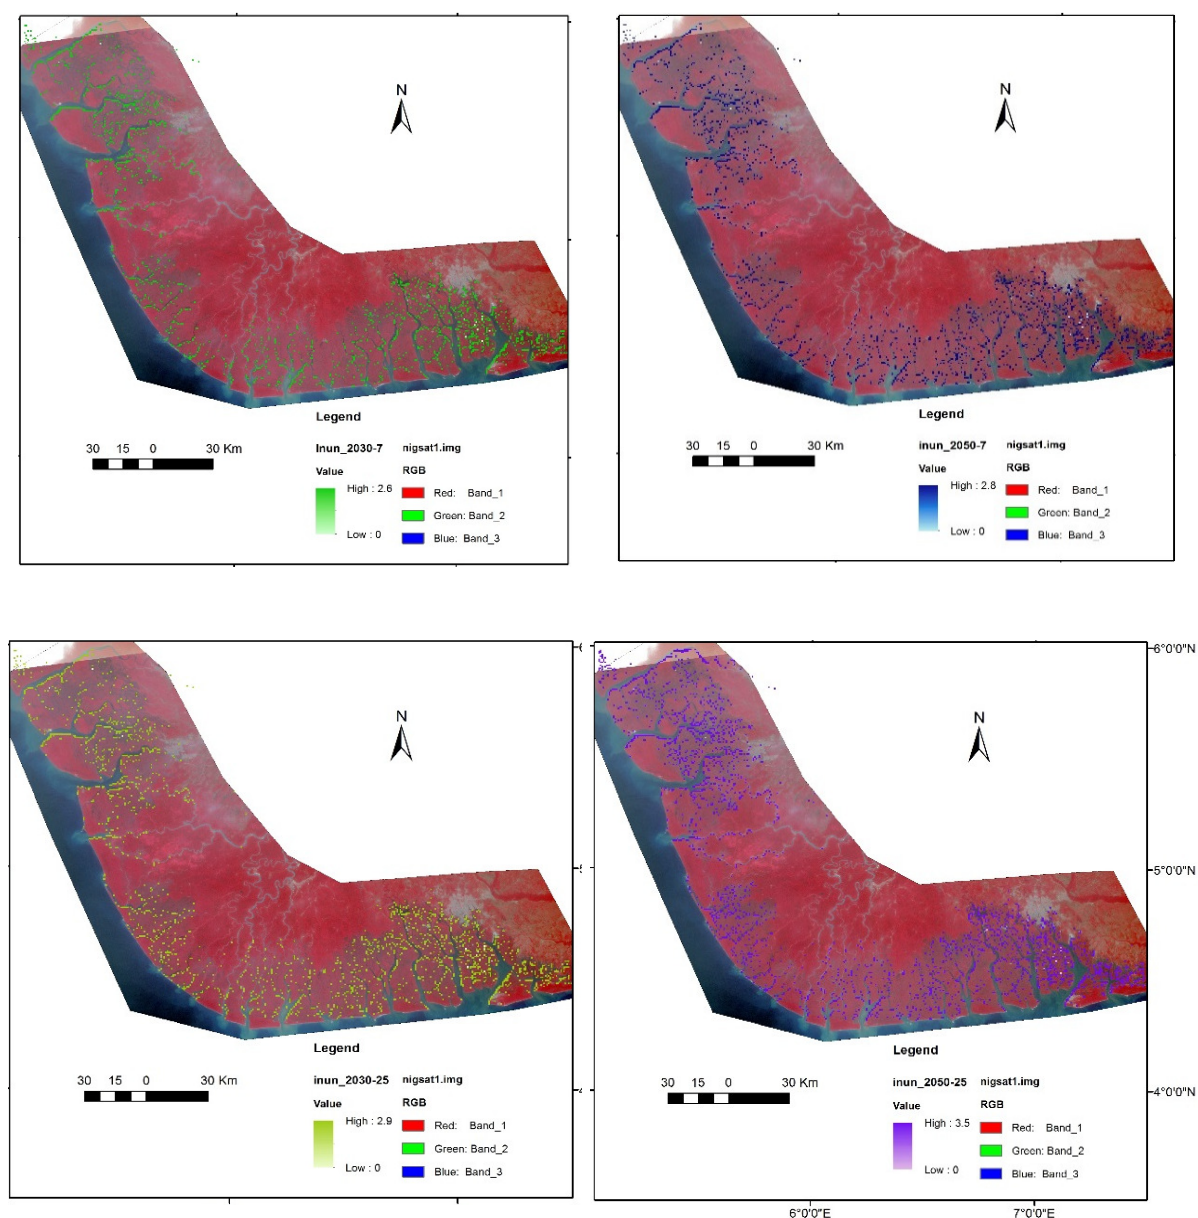 N
Legend
30 15 0 30 Km
Inun_2030-7 nigsat1.img
Value RGB
High : 2.6
Low : 0
Red: Band_1
Green: Band_2
Blue: Band_3
N
Legend
30 15 0 30 Km
inun_2050-7 nigsat1.img
Value RGB
High : 2.8
Low : 0
Red: Band_1
Green: Band_2
Blue: Band_3
N
Legend
30 15 0 30 Km
inun_2030-25 nigsat1.img
Value RGB
High : 2.9
Low : 0
Red: Band_1
Green: Band_2
Blue: Band_3
N
6°0'0"N
5°0'0"N
4°0'0"N
Legend
30 15 0 30 Km
inun_2050-25 nigsat1.img
Value RGB
High : 3.5
Low : 0
Red: Band_1
Green: Band_2
Blue: Band_3
6°0'0"E 7°0'0"E